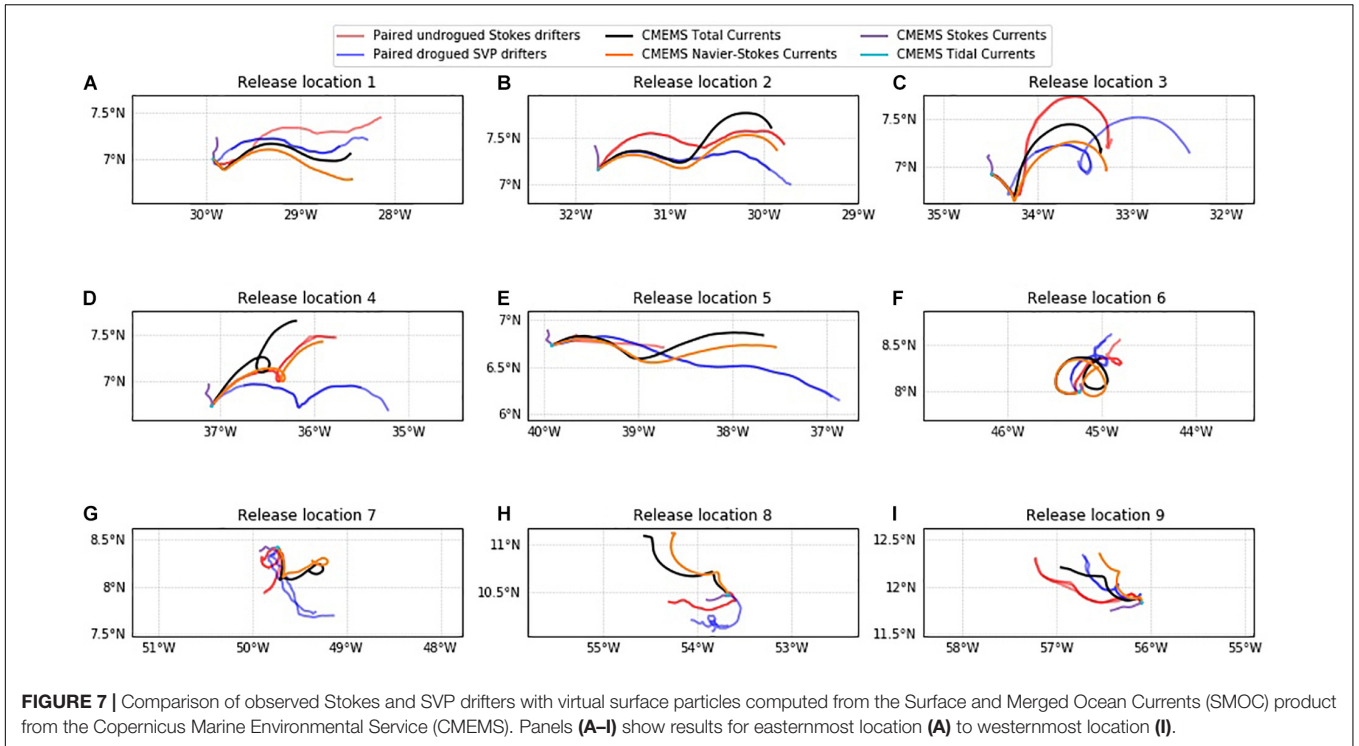 Paired undrogued Stokes drifters
Paired drogued SVP drifters
CMEMS Total Currents
CMEMS Navier-Stokes Currents
CMEMS Stokes Currents
CMEMS Tidal Currents
A
Release location 1
7.5°N
7°N
30°W 29°W 28°W
B
Release location 2
7.5°N
7°N
32°W 31°W 30°W 29°W
C
Release location 3
7.5°N
7°N
35°W 34°W 33°W 32°W
D
Release location 4
7.5°N
7°N
37°W 36°W 35°W
E
Release location 5
7°N
6.5°N
6°N
40°W 39°W 38°W 37°W
F
Release location 6
8.5°N
8°N
46°W 45°W 44°W
G
Release location 7
8.5°N
8°N
7.5°N
51°W 50°W 49°W 48°W
H
Release location 8
11°N
10.5°N
55°W 54°W 53°W
I
Release location 9
12.5°N
12°N
11.5°N
58°W 57°W 56°W 55°W
FIGURE 7 | Comparison of observed Stokes and SVP drifters with virtual surface particles computed from the Surface and Merged Ocean Currents (SMOC) product
from the Copernicus Marine Environmental Service (CMEMS). Panels (A–I) show results for easternmost location (A) to westernmost location (I).